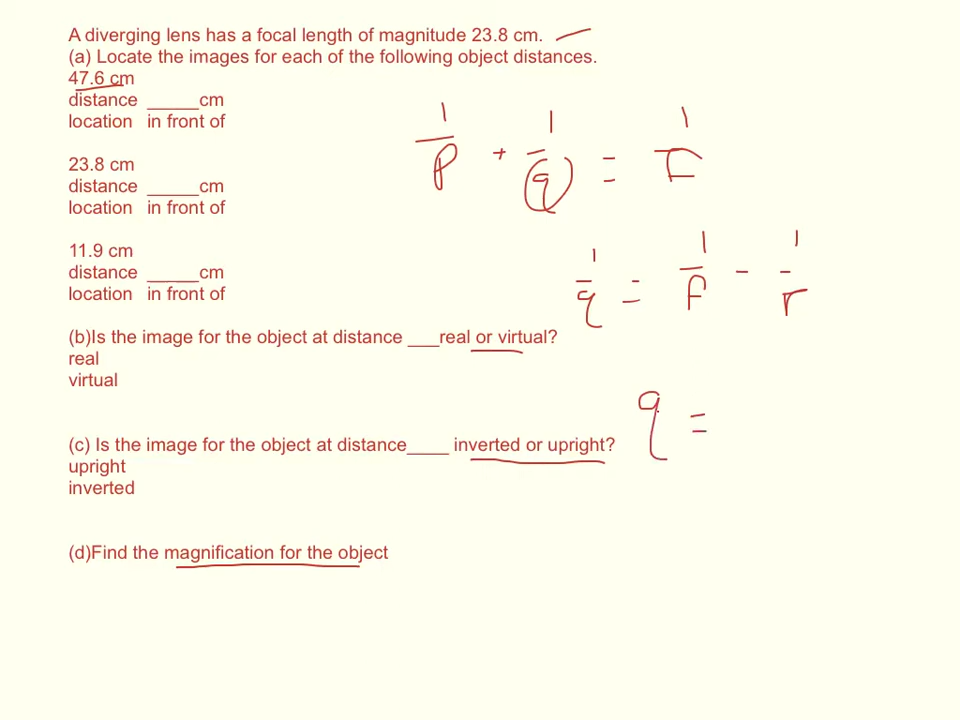 A diverging lens has a focal length of magnitude 23.8 cm.
(a) Locate the images for each of the following object distances.
47.6 cm
distance _____cm
location in front of
23.8 cm
distance _____cm
location in front of
11.9 cm
distance _____cm
location in front of
(b)Is the image for the object at distance ___real or virtual?
real
virtual
(c) Is the image for the object at distance____ inverted or upright?
upright
inverted
(d)Find the magnification for the object
1/p + 1/q = 1/F
1/q = 1/F - 1/r
q =